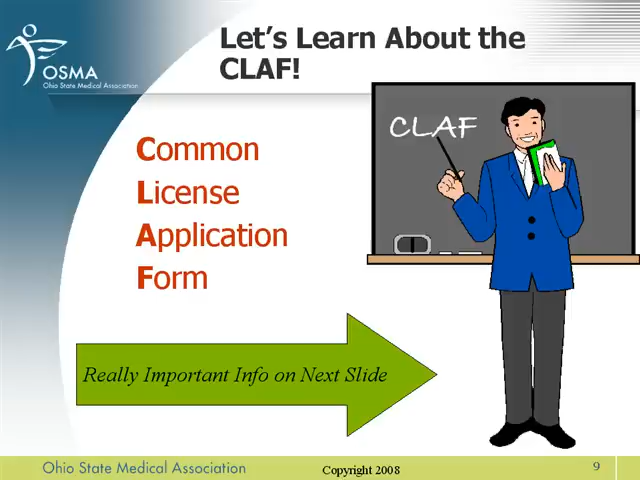 Let's Learn About the
CLAF!
OSMA
Ohio State Medical Association
CLAF
Common
License
Application
Form
Really Important Info on Next Slide
Ohio State Medical Association
Copyright 2008
9